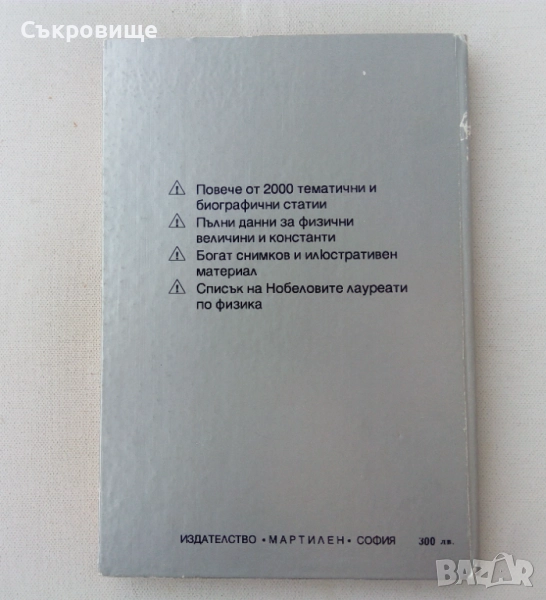 Съкровище
Повече от 2000 тематични и
биографични статии
Пълни данни за физични
величини и константи
Богат снимков и илюстративен
материал
Списък на Нобеловите лауреати
по физика
ИЗДАТЕЛСТВО • МАРТИЛЕН • СОФИЯ 300 лв.
BAZAR